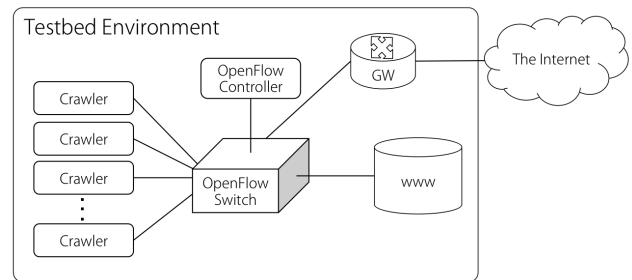 Testbed Environment
OpenFlow
Controller
GW
The Internet
Crawler
Crawler
Crawler
Crawler
OpenFlow
Switch
www